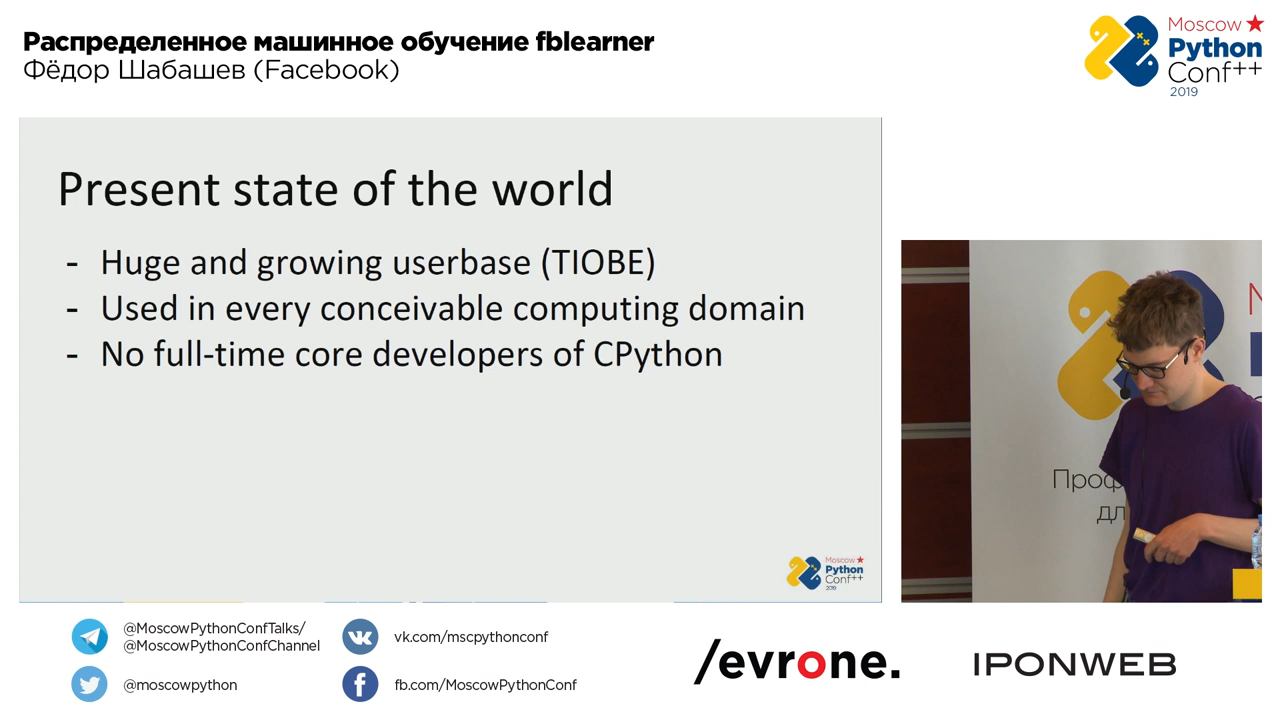 Распределенное машинное обучение fblearner
Фёдор Шабашев (Facebook)
Moscow
Python
Conf++
2019
Present state of the world
- Huge and growing userbase (TIOBE)
- Used in every conceivable computing domain
- No full-time core developers of CPython
Moscow
Python
Conf++
2019
Проф
дл
@MoscowPythonConfTalks/
@MoscowPythonConfChannel
vk.com/mscpythonconf
@moscowpython
fb.com/MoscowPythonConf
/evrone.
IPONWEB